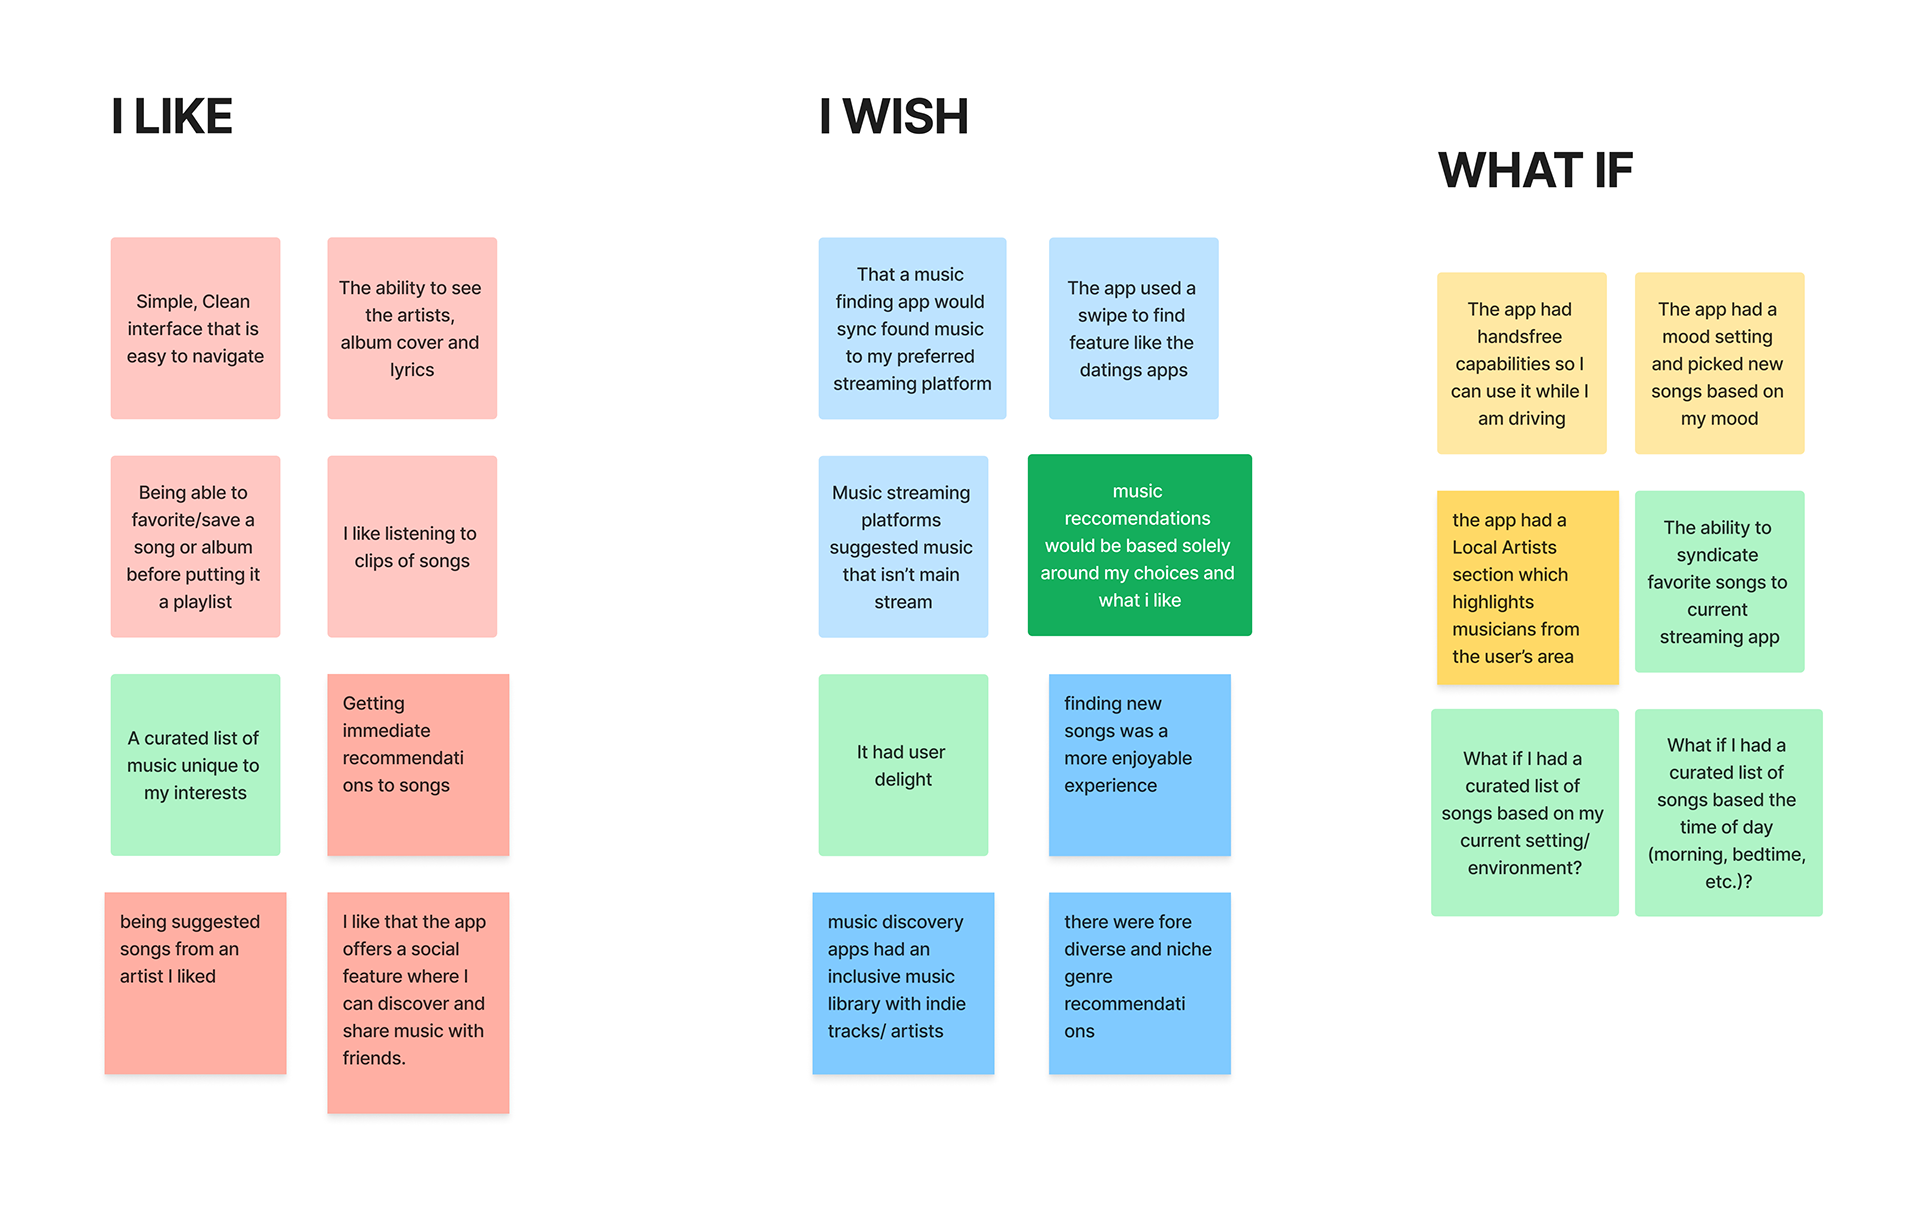 I LIKE
Simple, Clean
interface that is
easy to navigate
The ability to see
the artists,
album cover and
lyrics
Being able to
favorite/save a
song or album
before putting it
a playlist
I like listening to
clips of songs
A curated list of
music unique to
my interests
Getting
immediate
recommendati
ons to songs
being suggested
songs from an
artist I liked
I like that the app
offers a social
feature where I
can discover and
share music with
friends.
I WISH
That a music
finding app would
sync found music
to my preferred
streaming platform
The app used a
swipe to find
feature like the
datings apps
Music streaming
platforms
suggested music
that isn’t main
stream
music
reccomendations
would be based solely
around my choices and
what i like
It had user
delight
finding new
songs was a
more enjoyable
experience
music discovery
apps had an
inclusive music
library with indie
tracks/ artists
there were fore
diverse and niche
genre
recommendati
ons
WHAT IF
The app had
handsfree
capabilities so I
can use it while I
am driving
The app had a
mood setting
and picked new
songs based on
my mood
the app had a
Local Artists
section which
highlights
musicians from
the user’s area
The ability to
syndicate
favorite songs to
current
streaming app
What if I had a
curated list of
songs based on my
current setting/
environment?
What if I had a
curated list of
songs based the
time of day
(morning, bedtime,
etc.)?